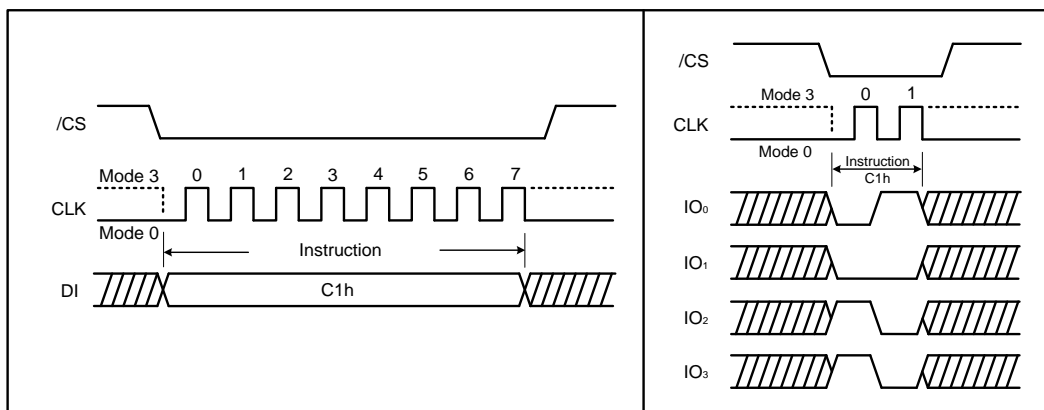 /CS
Mode 3 0 1 2 3 4 5 6 7
CLK
Mode 0
Instruction
DI
C1h
/CS
Mode 3 0 1
CLK
Mode 0
Instruction
C1h
IO0
IO1
IO2
IO3